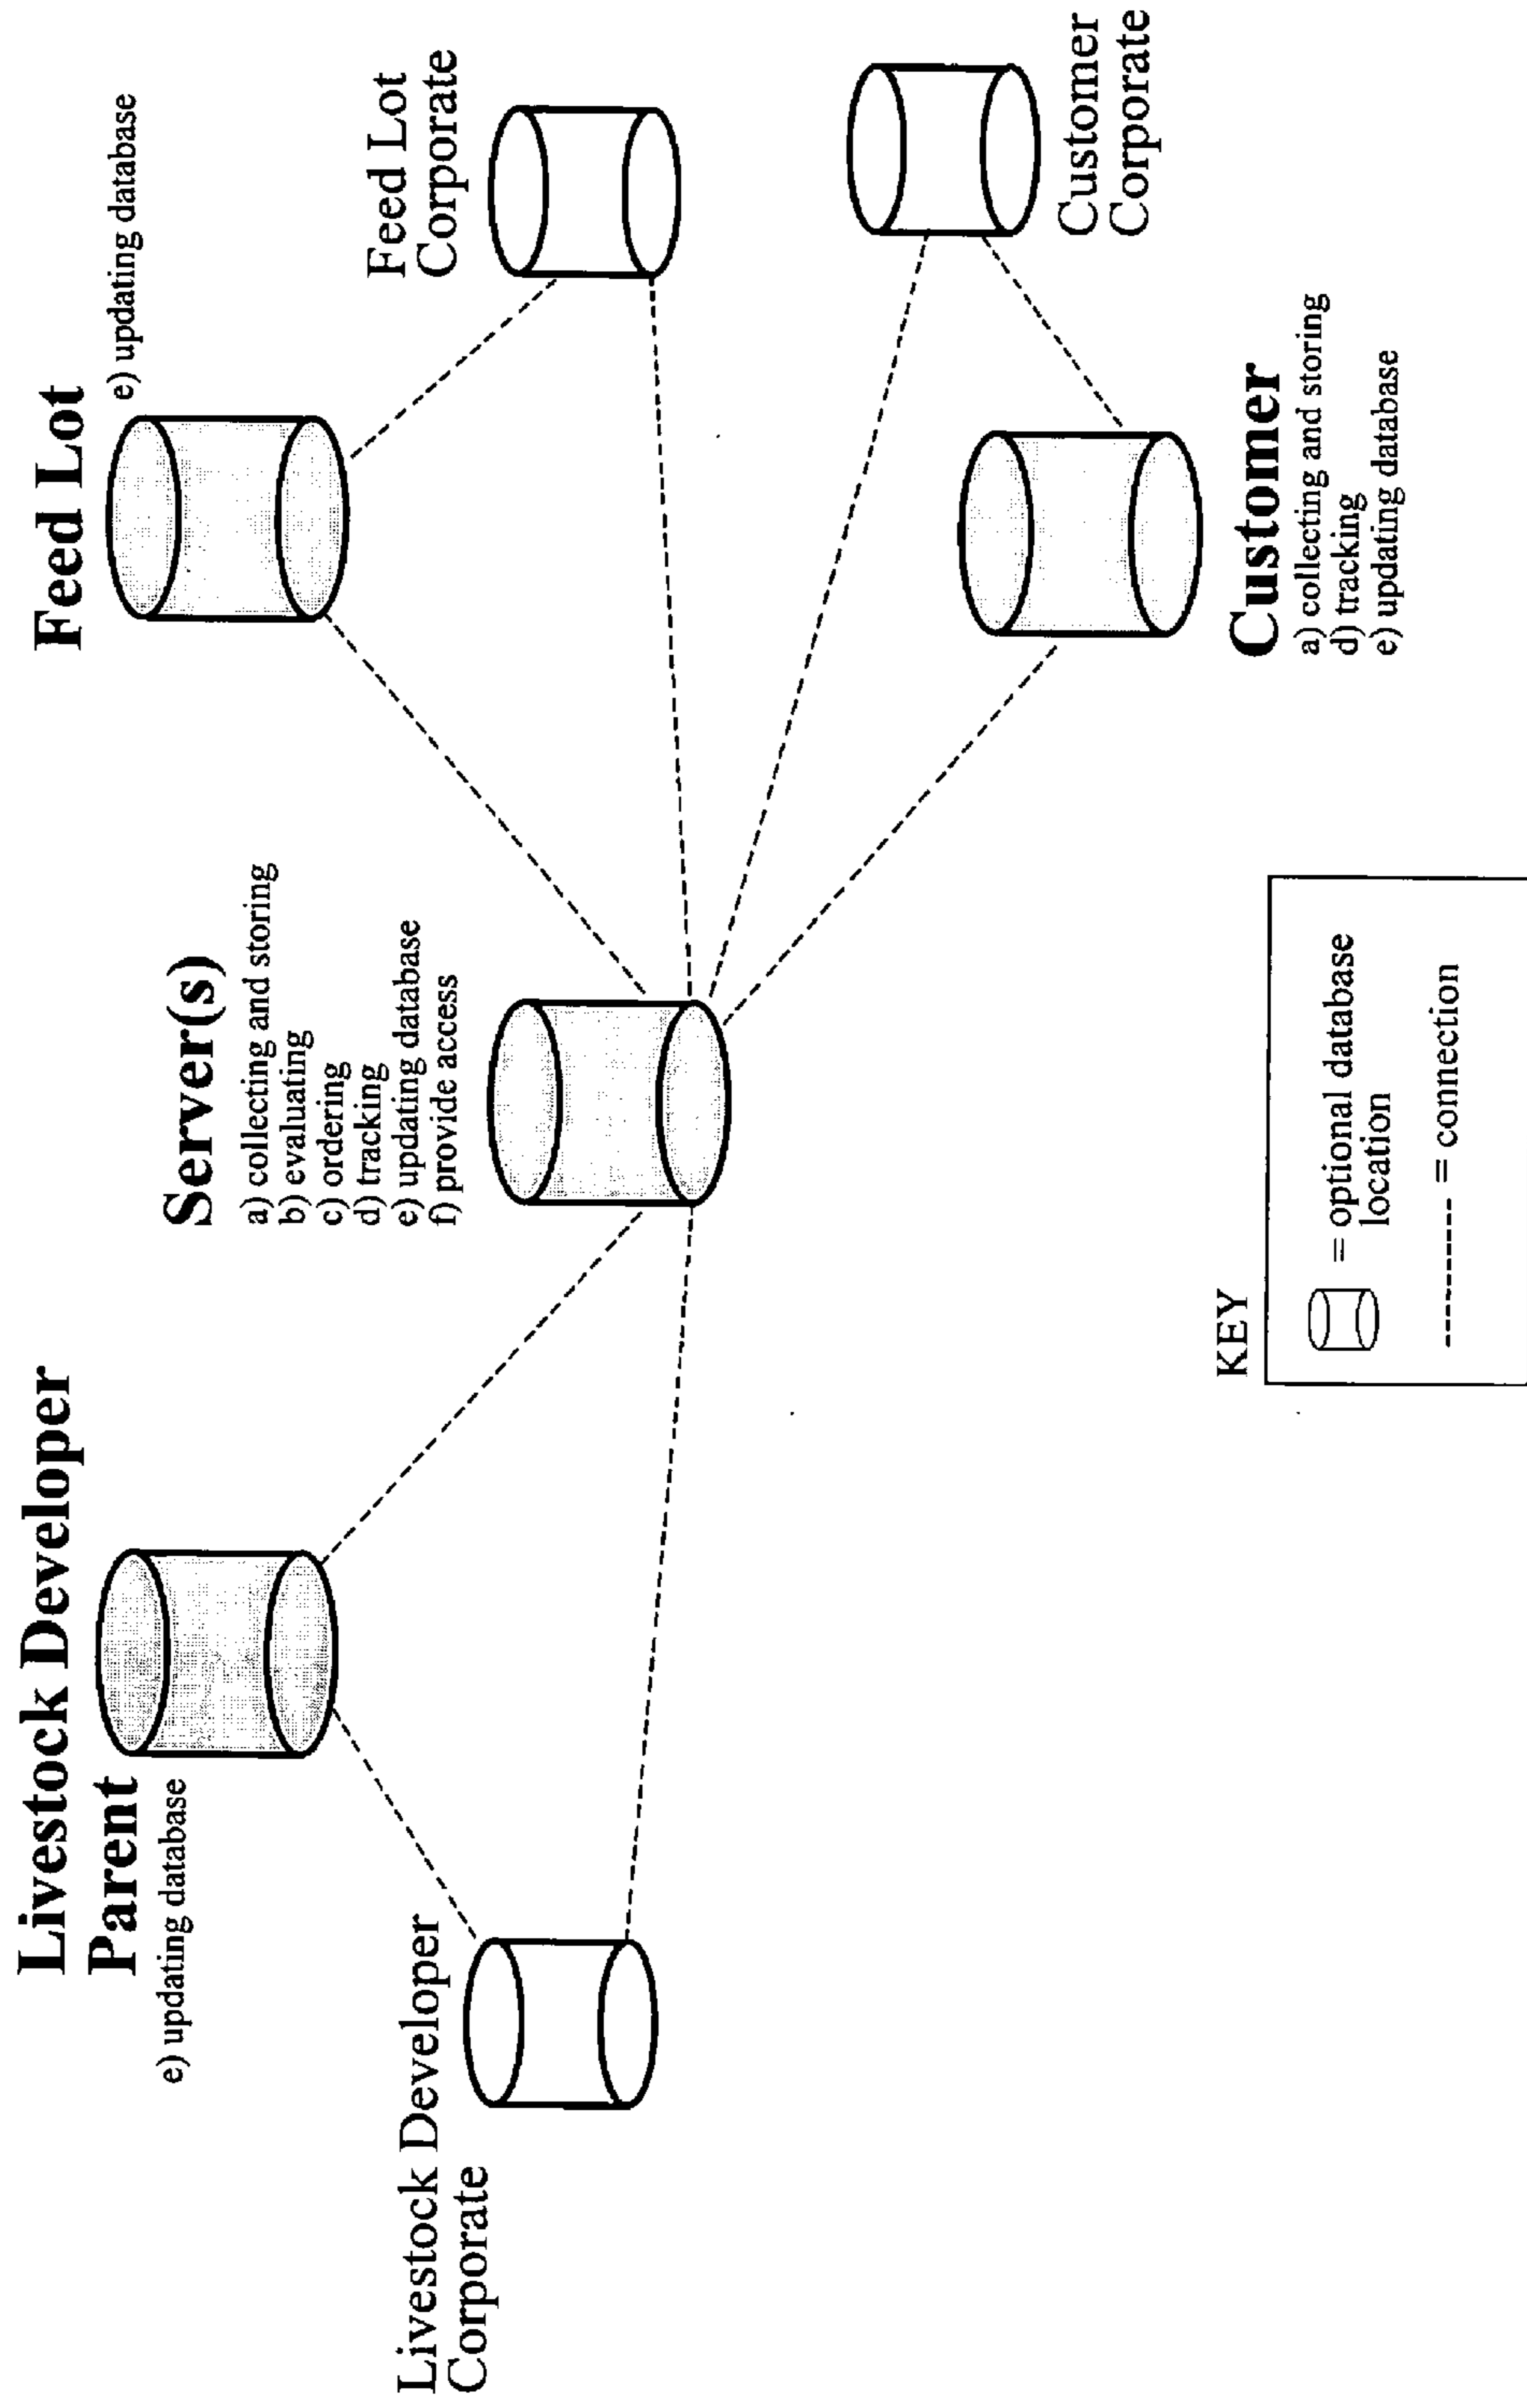 Livestock Developer
Parent
e) updating database
Livestock Developer
Corporate
Server(s)
a) collecting and storing
b) evaluating
c) ordering
d) tracking
e) updating database
f) provide access
Feed Lot
e) updating database
Feed Lot
Corporate
Customer
Corporate
Customer
a) collecting and storing
d) tracking
e) updating database
KEY
= optional database
location
--------- = connection